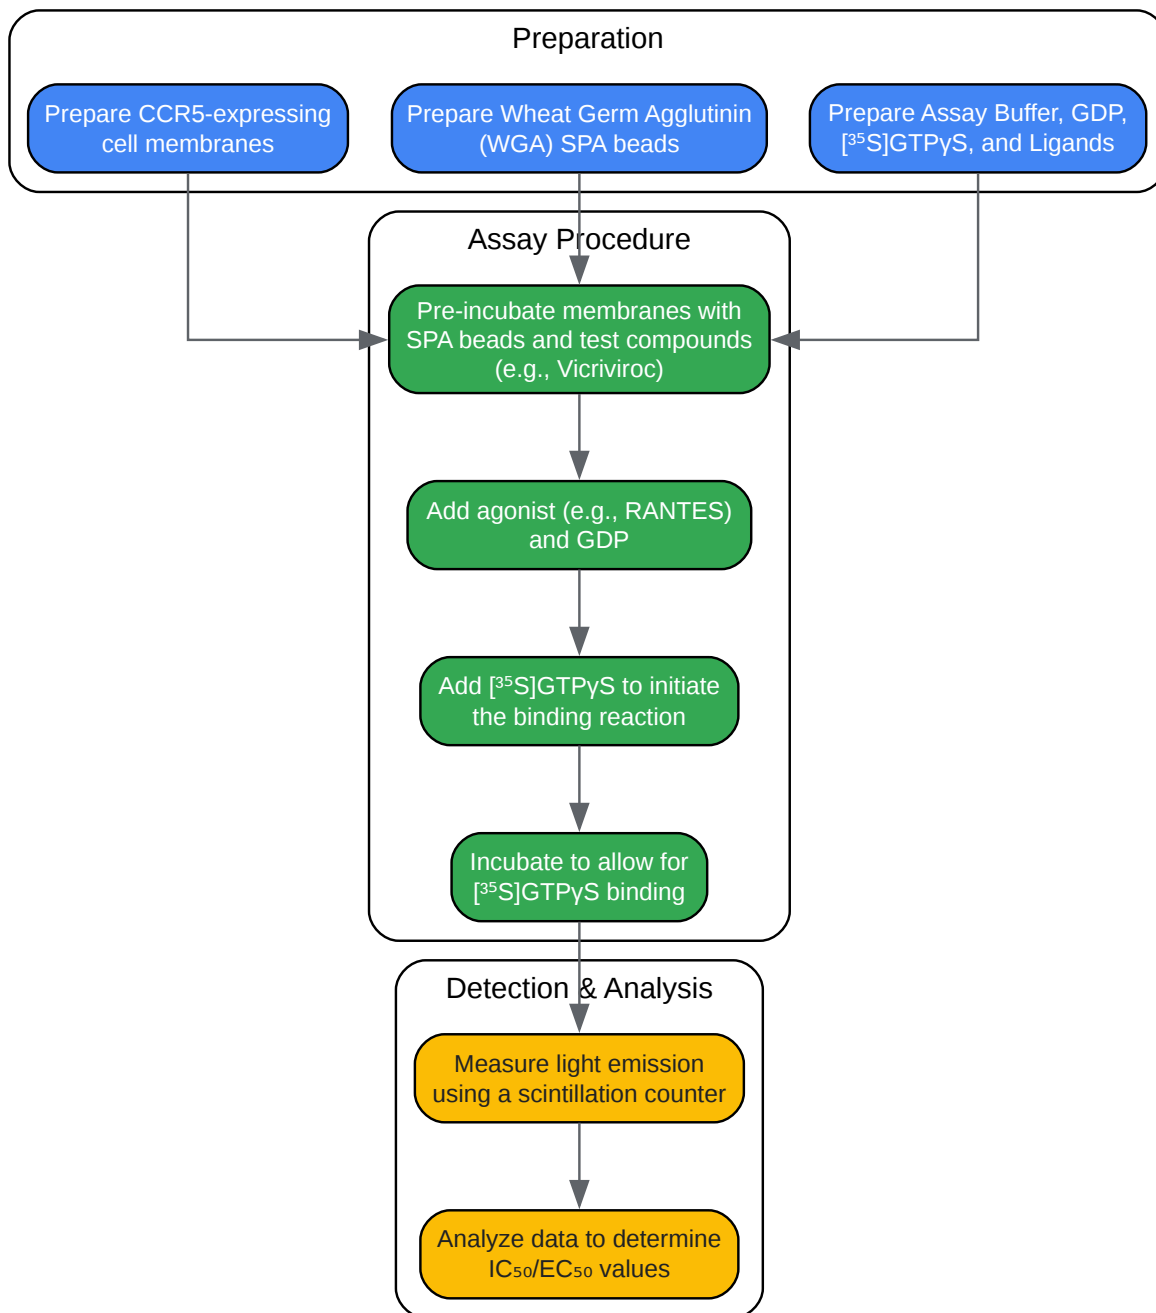 Preparation
Prepare CCR5-expressing
cell membranes
Prepare Wheat Germ Agglutinin
(WGA) SPA beads
Prepare Assay Buffer, GDP,
[³⁵S]GTPγS, and Ligands
Assay Procedure
Pre-incubate membranes with
SPA beads and test compounds
(e.g., Vicriviroc)
Add agonist (e.g., RANTES)
and GDP
Add [³⁵S]GTPγS to initiate
the binding reaction
Incubate to allow for
[³⁵S]GTPγS binding
Detection & Analysis
Measure light emission
using a scintillation counter
Analyze data to determine
IC₅₀/EC₅₀ values